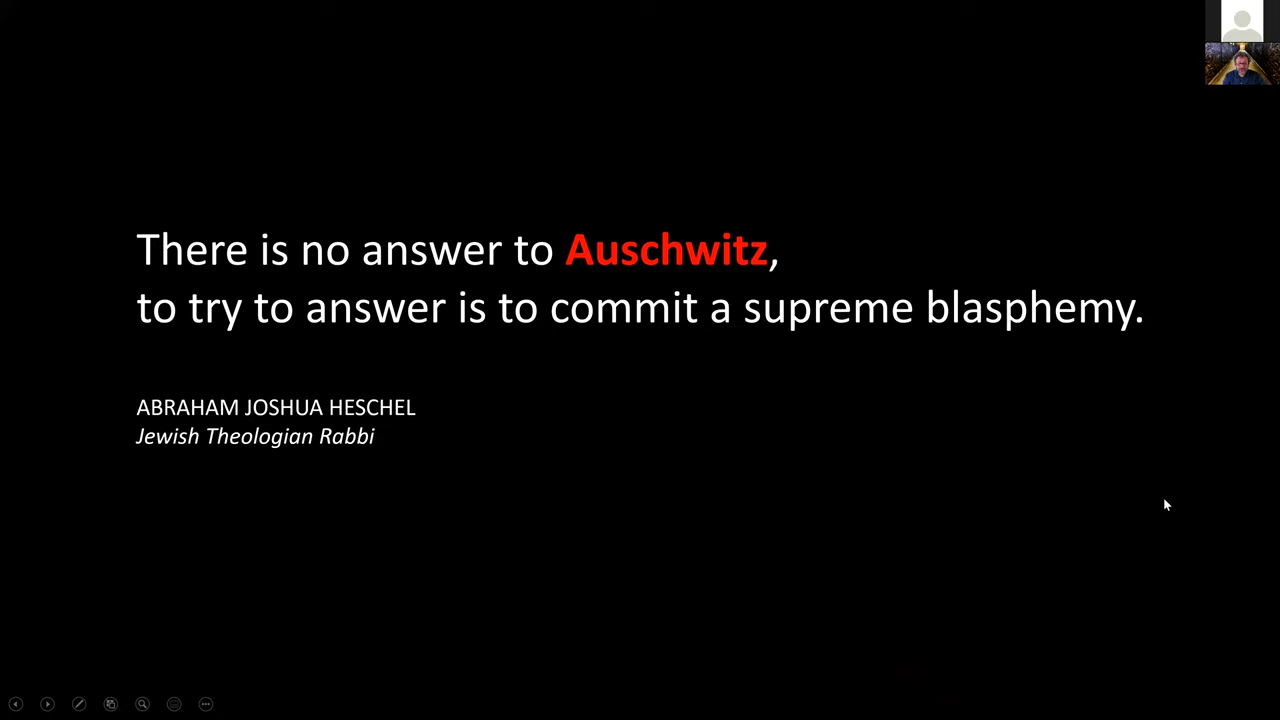 There is no answer to Auschwitz,
to try to answer is to commit a supreme blasphemy.
ABRAHAM JOSHUA HESCHEL
Jewish Theologian Rabbi